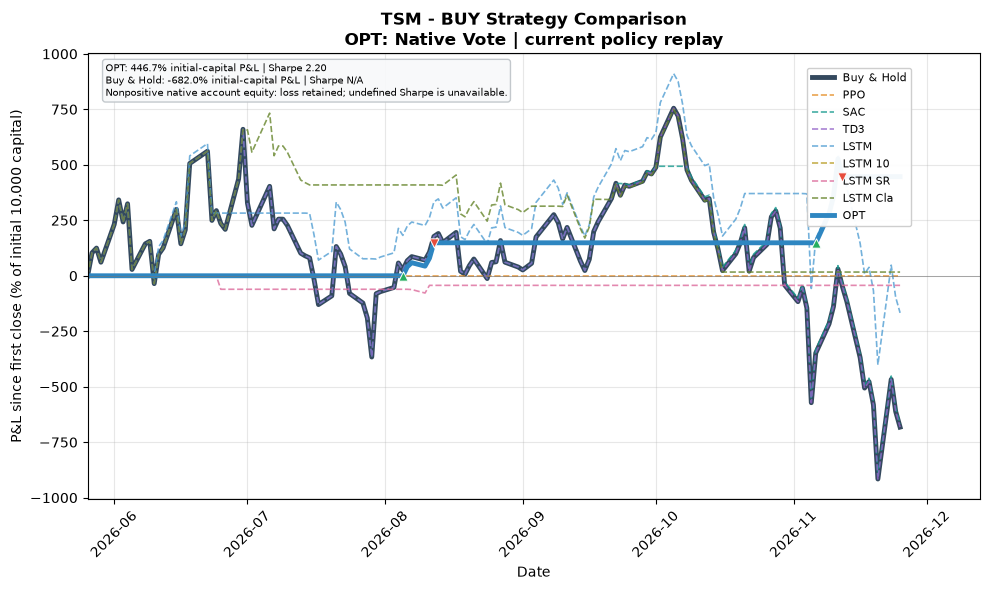 TSM - BUY Strategy Comparison
OPT: Native Vote | current policy replay
OPT: 446.7% initial-capital P&L | Sharpe 2.20
Buy & Hold: -682.0% initial-capital P&L | Sharpe N/A
Nonpositive native account equity: loss retained; undefined Sharpe is unavailable.
Buy & Hold
PPO
SAC
TD3
LSTM
LSTM 10
LSTM SR
LSTM Cla
OPT
P&L since first close (% of initial 10,000 capital)
1000
750
500
250
0
−250
−500
−750
−1000
2026-06
2026-07
2026-08
2026-09
2026-10
2026-11
2026-12
Date